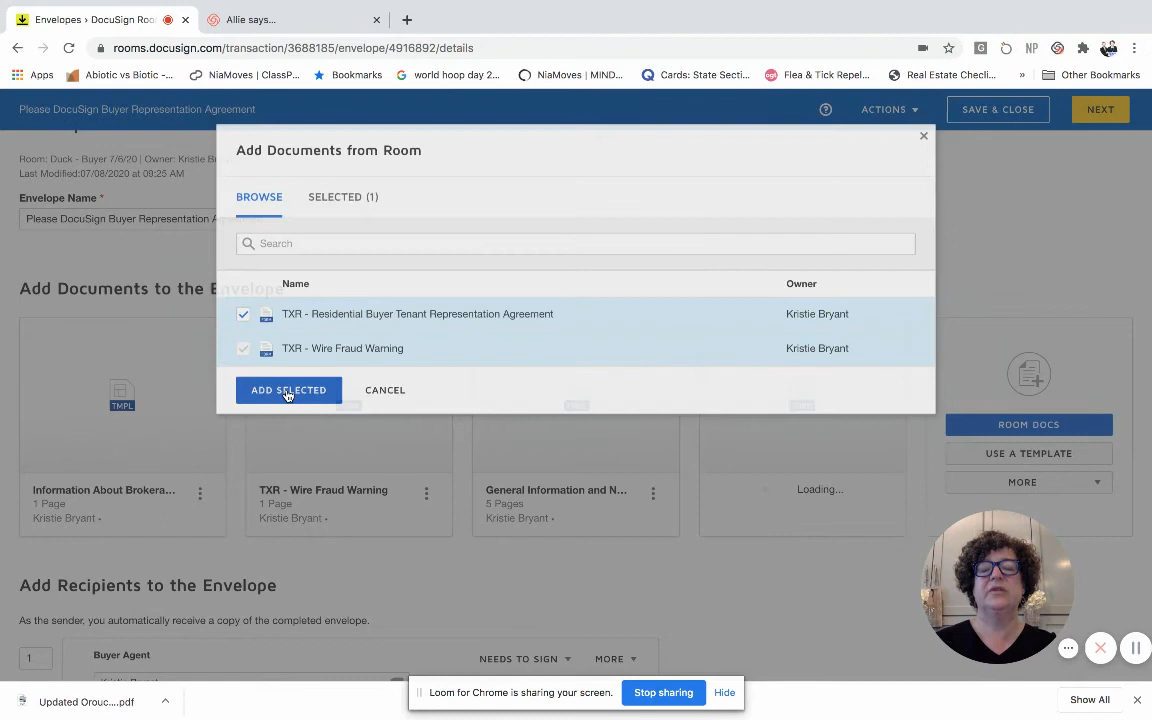 Envelopes › DocuSign Roo
Allie says...
rooms.docusign.com/transaction/3688185/envelope/4916892/details
Apps
Abiotic vs Biotic -...
NiaMoves | ClassP...
Bookmarks
world hoop day 2...
NiaMoves | MIND...
Cards: State Secti...
Flea & Tick Repel...
Real Estate Checli...
»
Other Bookmarks
Please DocuSign Buyer Representation Agreement
ACTIONS
SAVE & CLOSE
NEXT
Add Documents from Room
Room: Duck - Buyer 7/6/20 | Owner: Kristie Br
Last Modified:07/08/2020 at 09:25 AM
BROWSE
SELECTED (1)
Envelope Name *
Please DocuSign Buyer Representation A
Search
Name
Owner
Add Documents to the Envelope
TXR - Residential Buyer Tenant Representation Agreement
Kristie Bryant
TXR - Wire Fraud Warning
Kristie Bryant
ADD SELECTED
CANCEL
TMPL
ROOM DOCS
USE A TEMPLATE
MORE
Information About Brokera...
1 Page
Kristie Bryant •
TXR - Wire Fraud Warning
1 Page
Kristie Bryant •
General Information and N...
5 Pages
Kristie Bryant •
Loading...
Add Recipients to the Envelope
As the sender, you automatically receive a copy of the completed envelope.
1
Buyer Agent
NEEDS TO SIGN
MORE
Loom for Chrome is sharing your screen.
Stop sharing
Hide
Updated Orouc....pdf
Show All